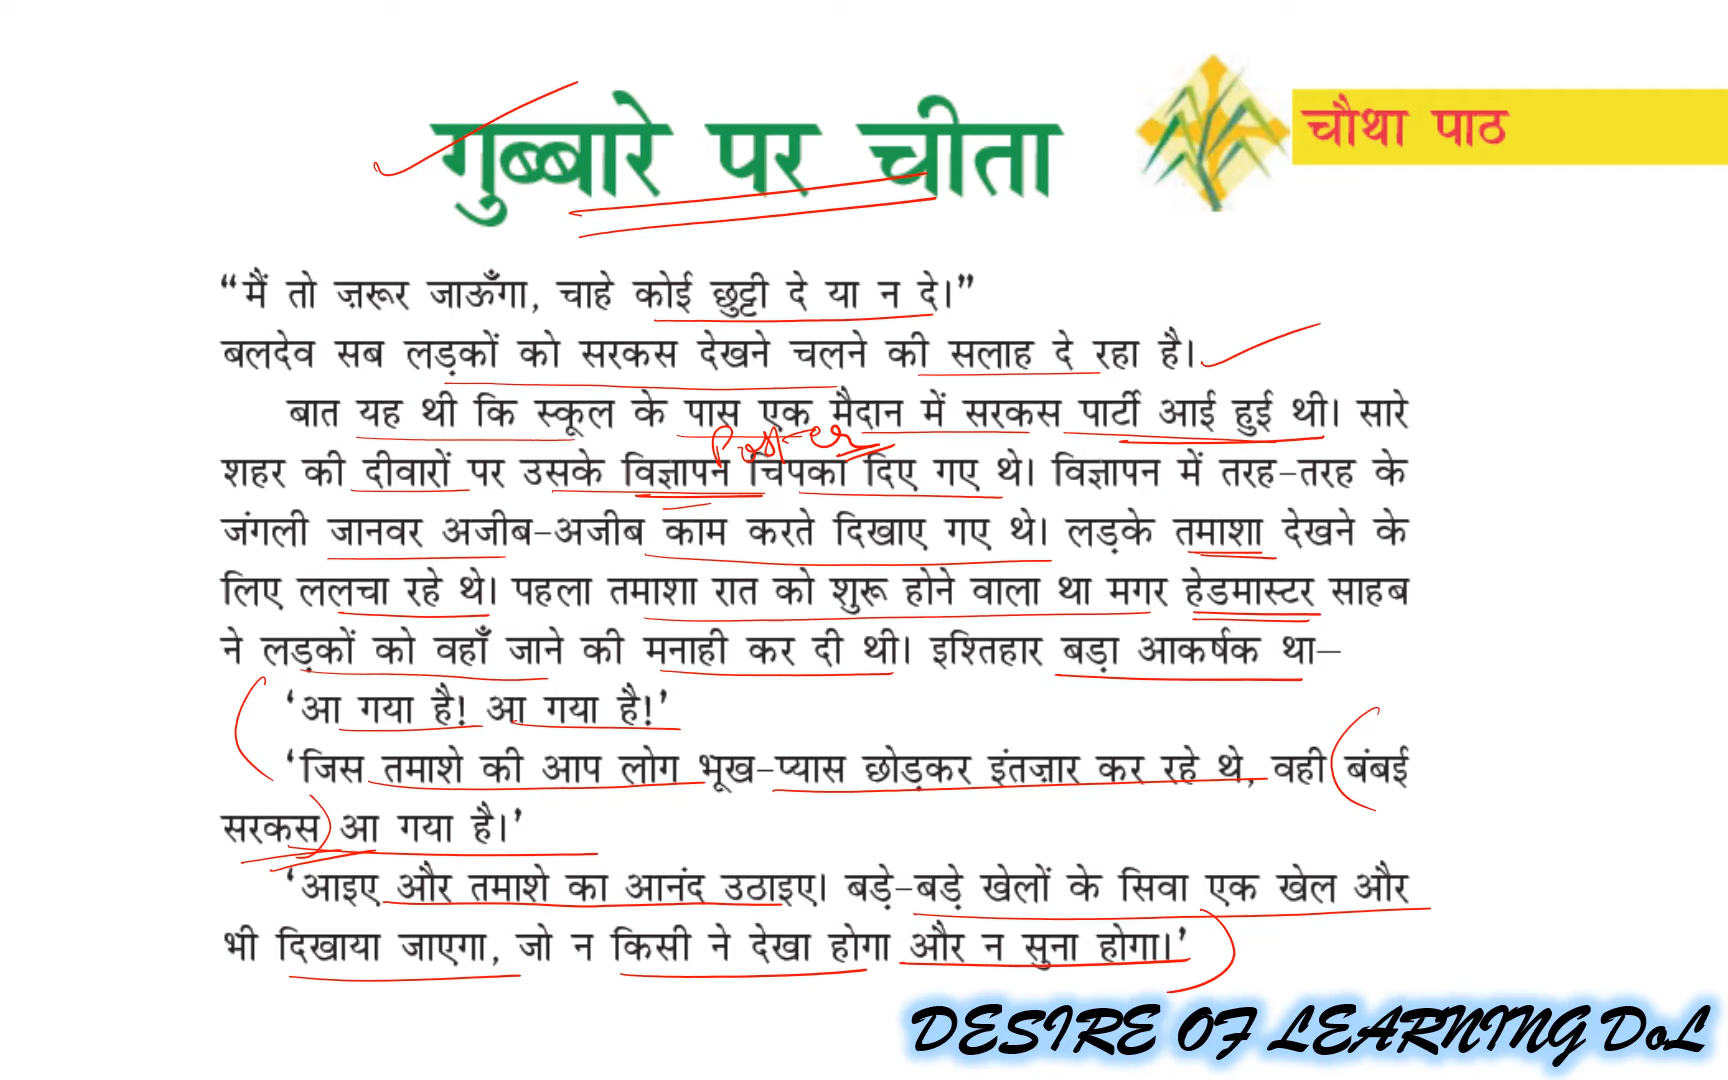 गुब्बारे पर चीता
चौथा पाठ
“मैं तो ज़रूर जाऊँगा, चाहे कोई छुट्टी दे या न दे।”
बलदेव सब लड़कों को सरकस देखने चलने की सलाह दे रहा है।
बात यह थी कि स्कूल के पास एक मैदान में सरकस पार्टी आई हुई थी। सारे
Poster
शहर की दीवारों पर उसके विज्ञापन चिपका दिए गए थे। विज्ञापन में तरह-तरह के
जंगली जानवर अजीब-अजीब काम करते दिखाए गए थे। लड़के तमाशा देखने के
लिए ललचा रहे थे। पहला तमाशा रात को शुरू होने वाला था मगर हेडमास्टर साहब
ने लड़कों को वहाँ जाने की मनाही कर दी थी। इश्तिहार बड़ा आकर्षक था–
‘आ गया है! आ गया है!’
‘जिस तमाशे की आप लोग भूख-प्यास छोड़कर इंतज़ार कर रहे थे, वही बंबई
सरकस आ गया है।’
‘आइए और तमाशे का आनंद उठाइए। बड़े-बड़े खेलों के सिवा एक खेल और
भी दिखाया जाएगा, जो न किसी ने देखा होगा और न सुना होगा।’
DESIRE OF LEARNING DoL